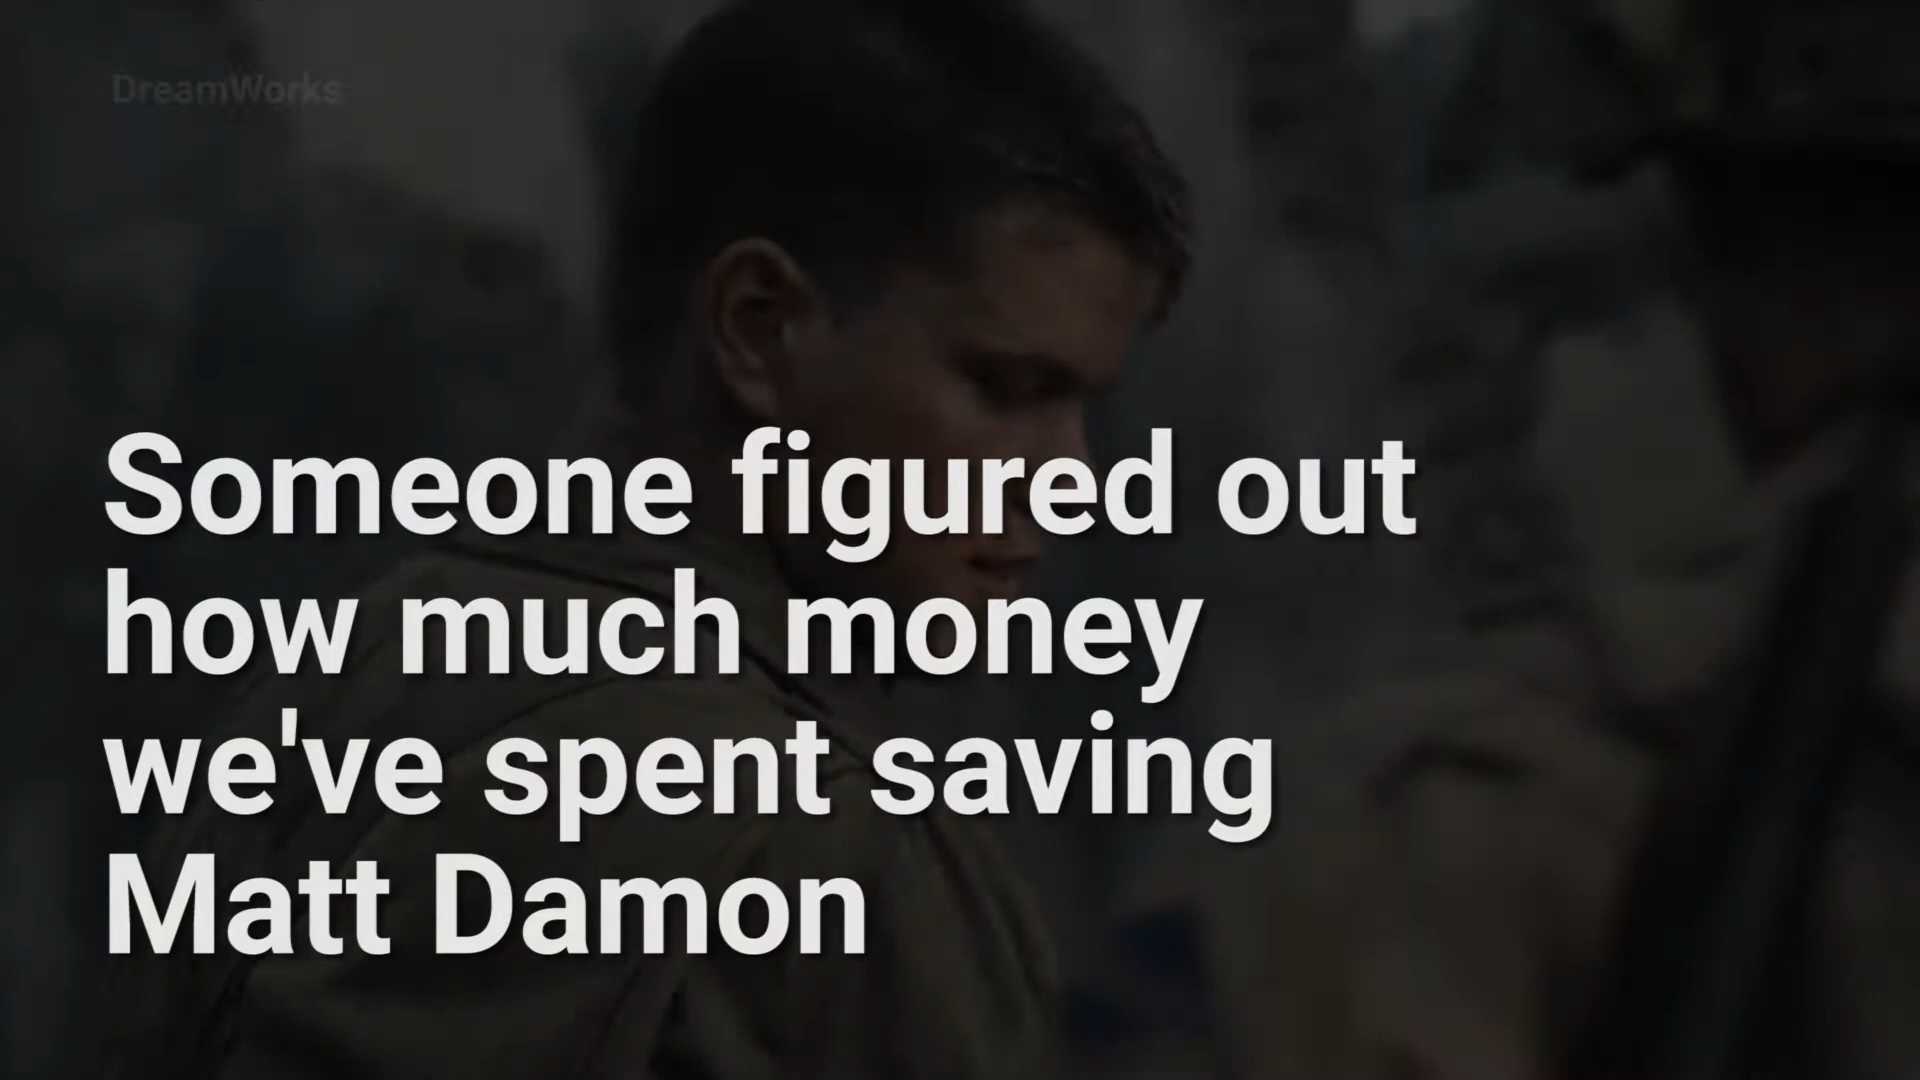 DreamWorks
Someone figured out
how much money
we've spent saving
Matt Damon